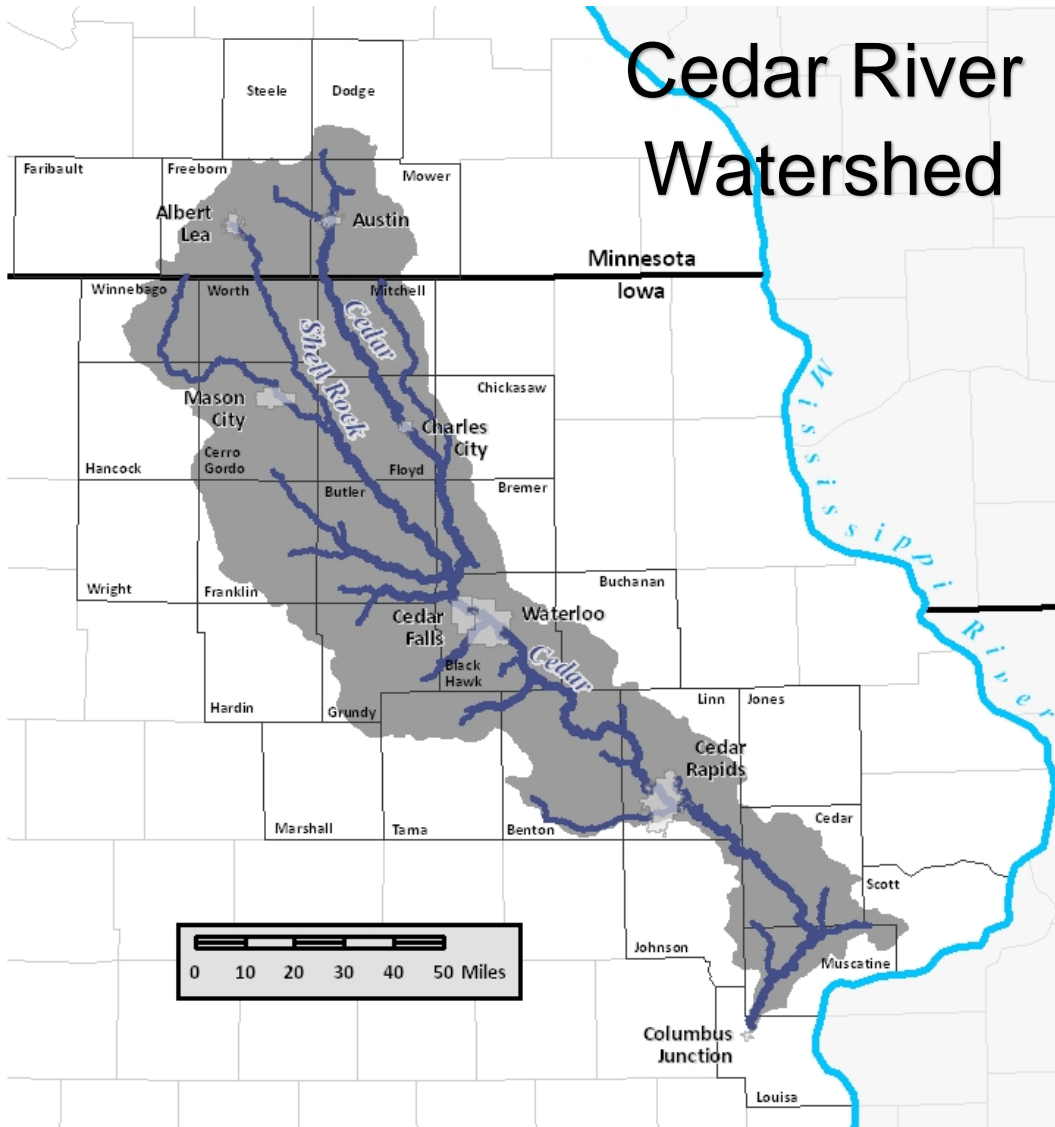 Cedar River
Watershed
Steele
Dodge
Faribault
Freeborn
Mower
Albert
Lea
Austin
Minnesota
Iowa
Winnebago
Worth
Mitchell
Cedar
Shell Rock
Mississippi River
Chickasaw
Mason
City
Charles
City
Hancock
Cerro
Gordo
Floyd
Butler
Bremer
Wright
Franklin
Buchanan
Cedar
Falls
Waterloo
Black
Hawk
Cedar
Hardin
Grundy
Linn
Jones
Cedar
Rapids
Marshall
Tama
Benton
Cedar
Scott
Johnson
Muscatine
0 10 20 30 40 50 Miles
Columbus
Junction
Louisa